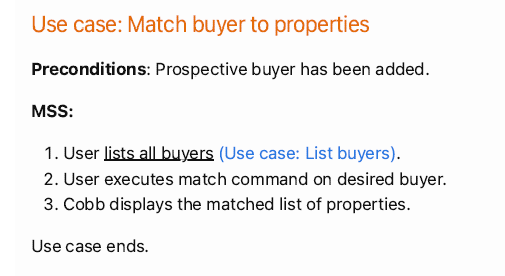 Use case: Match buyer to properties
Preconditions: Prospective buyer has been added.
MSS:
1. User lists all buyers (Use case: List buyers).
2. User executes match command on desired buyer.
3. Cobb displays the matched list of properties.
Use case ends.